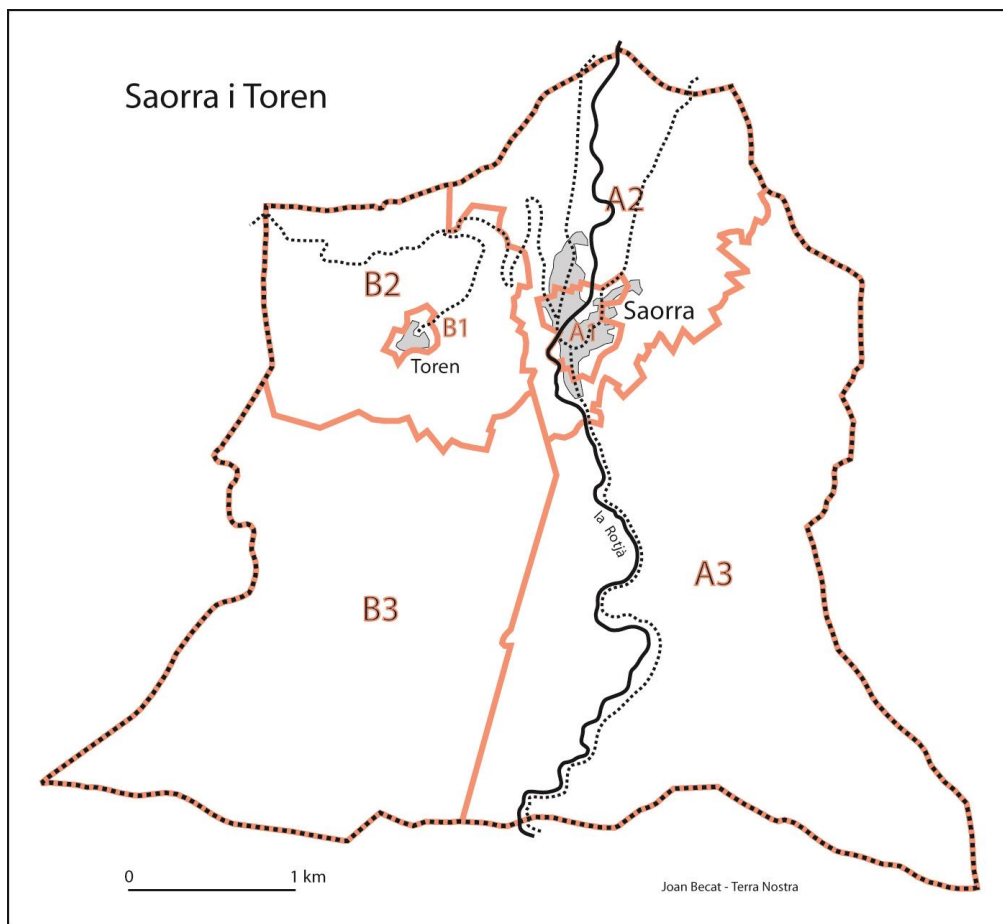 Saorra i Toren
A2
B2
Saorra
B1
A1
Toren
la Rotjà
A3
B3
0
1 km
Joan Becat - Terra Nostra